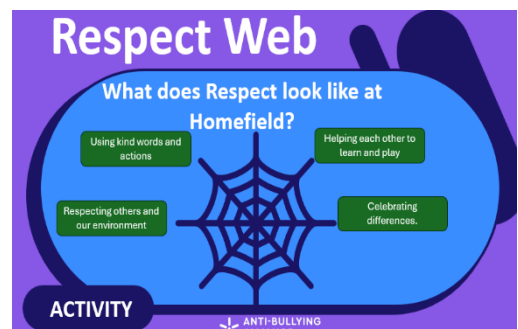 Respect Web
What does Respect look like at
Homefield?
Using kind words and
actions
Helping each other to
learn and play
Respecting others and
our environment
Celebrating
differences.
ACTIVITY
ANTI-BULLYING